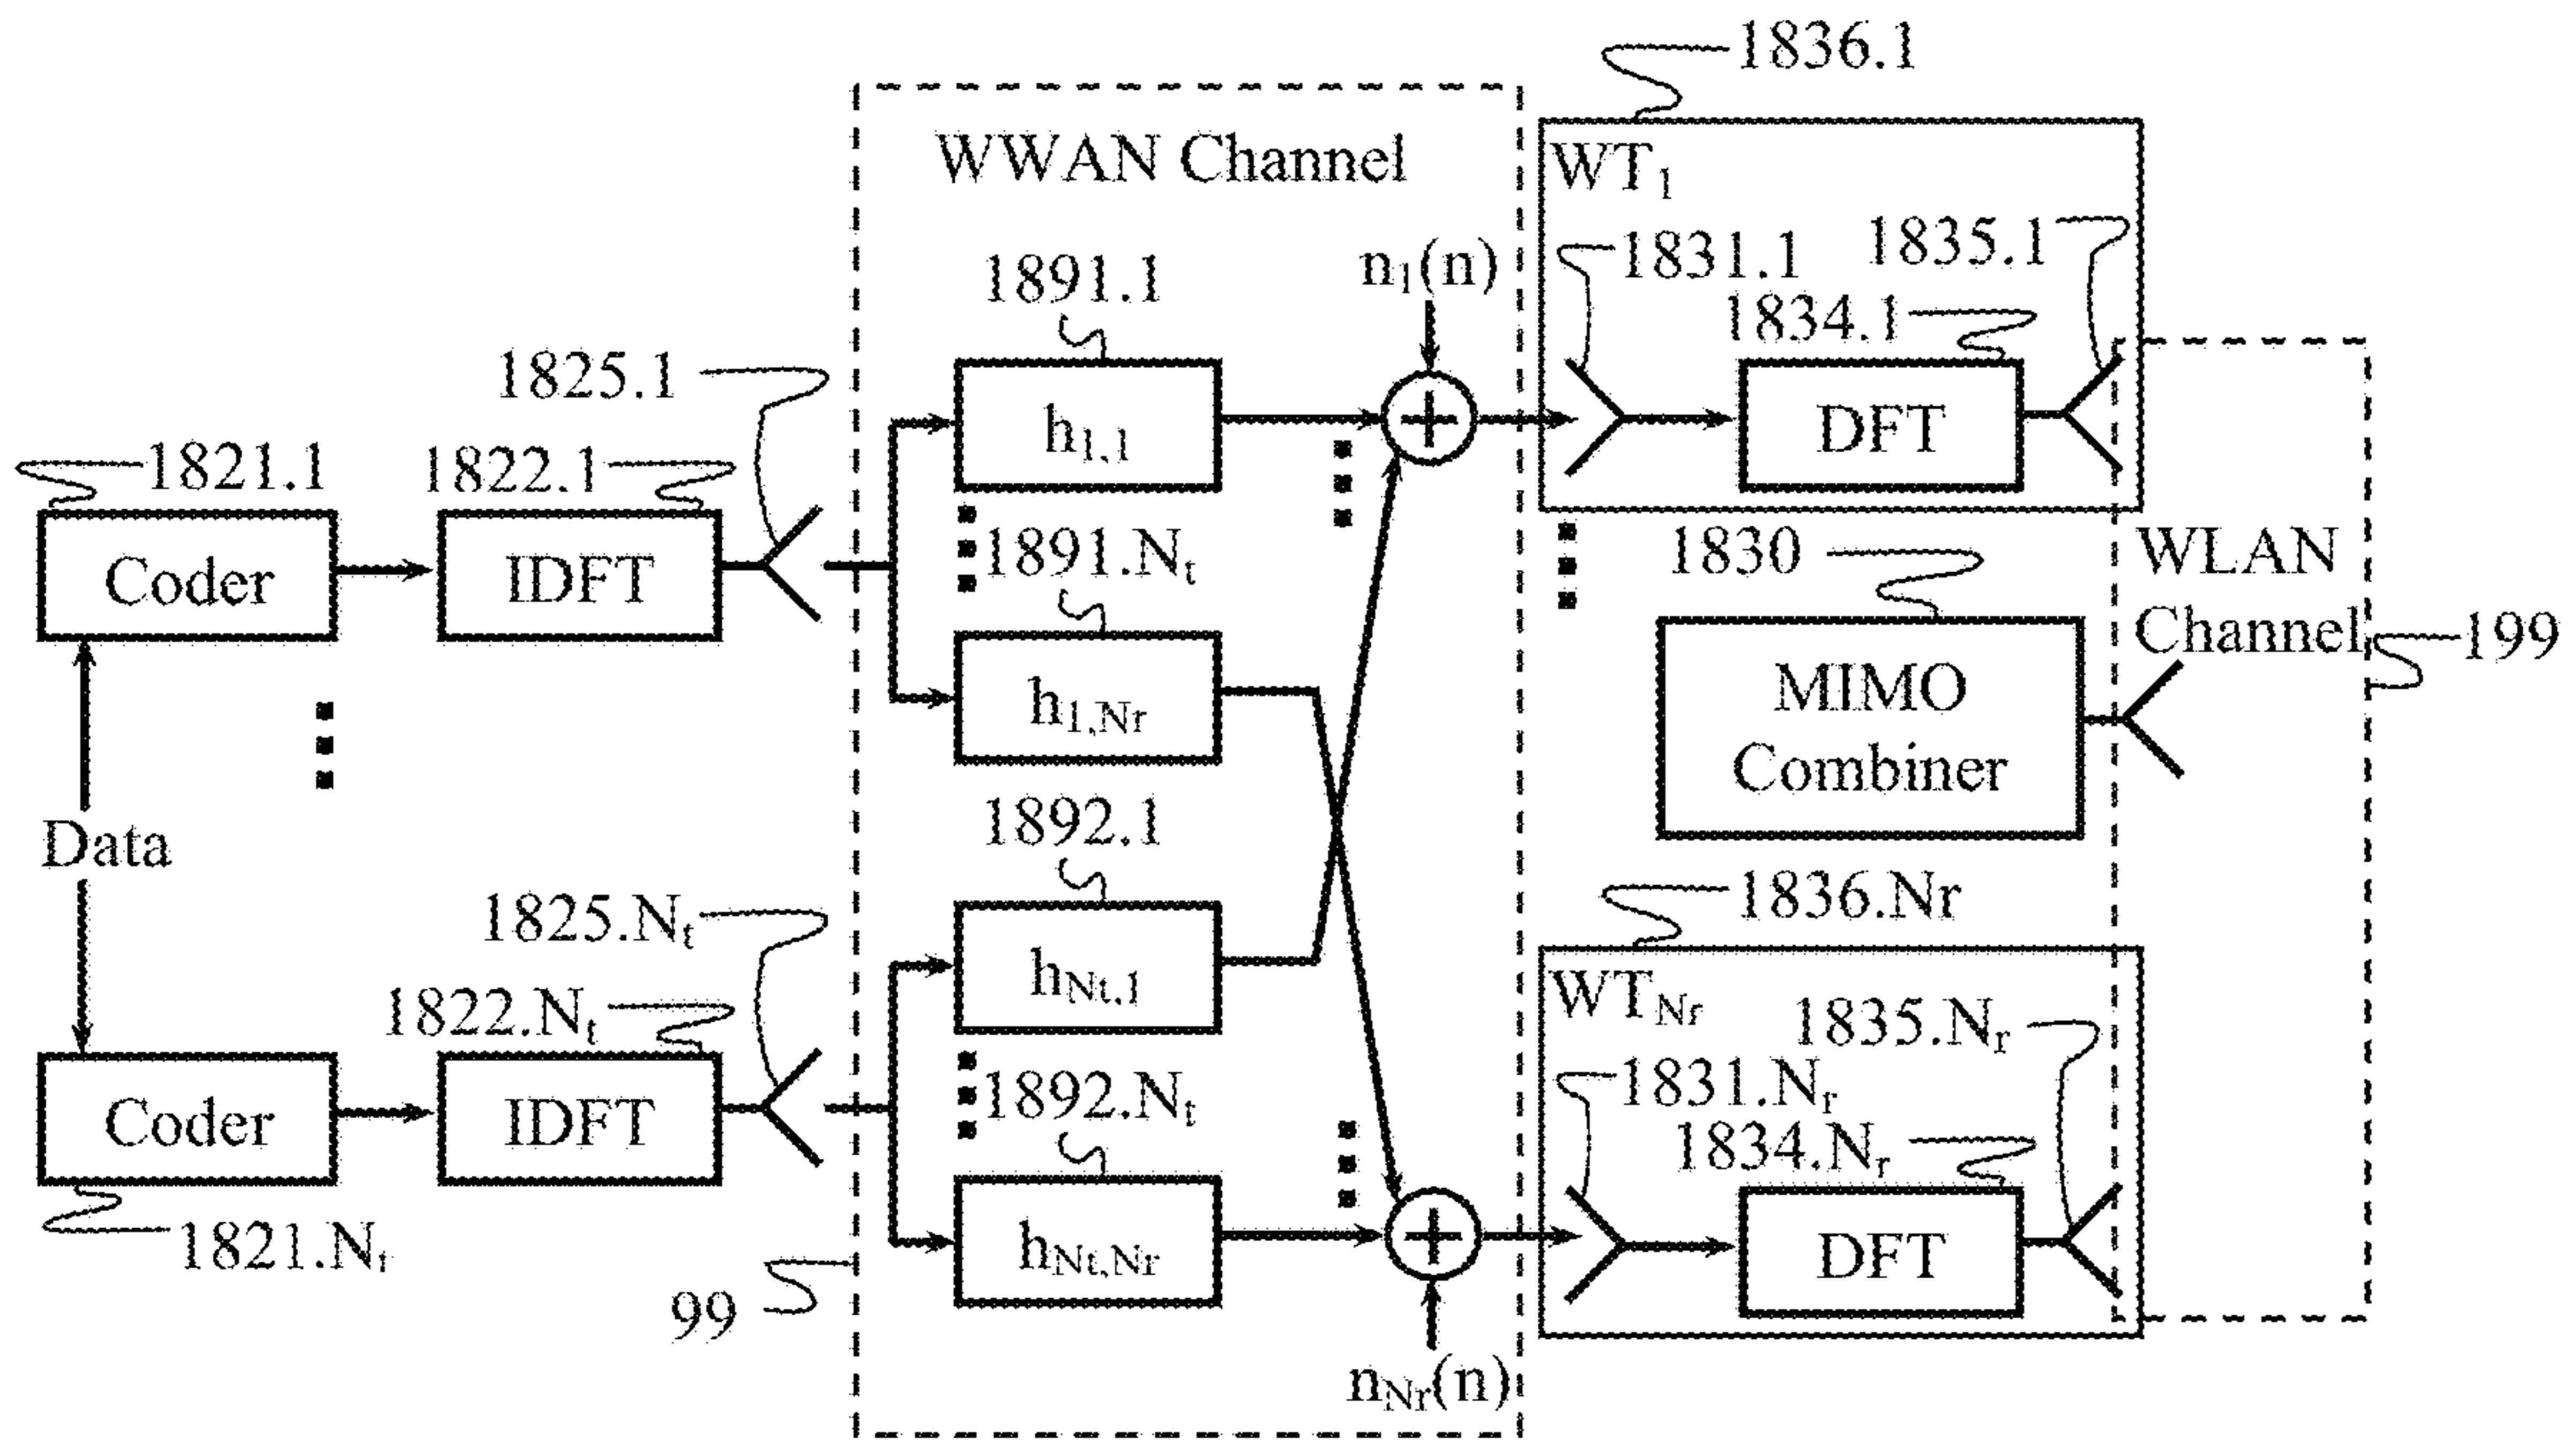 1836.1
WWAN Channel
WT1
1831.1
1835.1
n1(n)
1891.1
1834.1
1825.1
h1,1
DFT
1821.1
1822.1
Coder
IDFT
1891.Nt
1830
WLAN
Channel
199
h1,Nr
MIMO
Combiner
Data
1892.1
1836.Nr
1825.Nt
hNt,1
WTNr
1822.Nt
1835.Nr
1831.Nr
1892.Nt
1834.Nr
Coder
IDFT
1821.Nt
hNt,Nr
DFT
99
nNr(n)